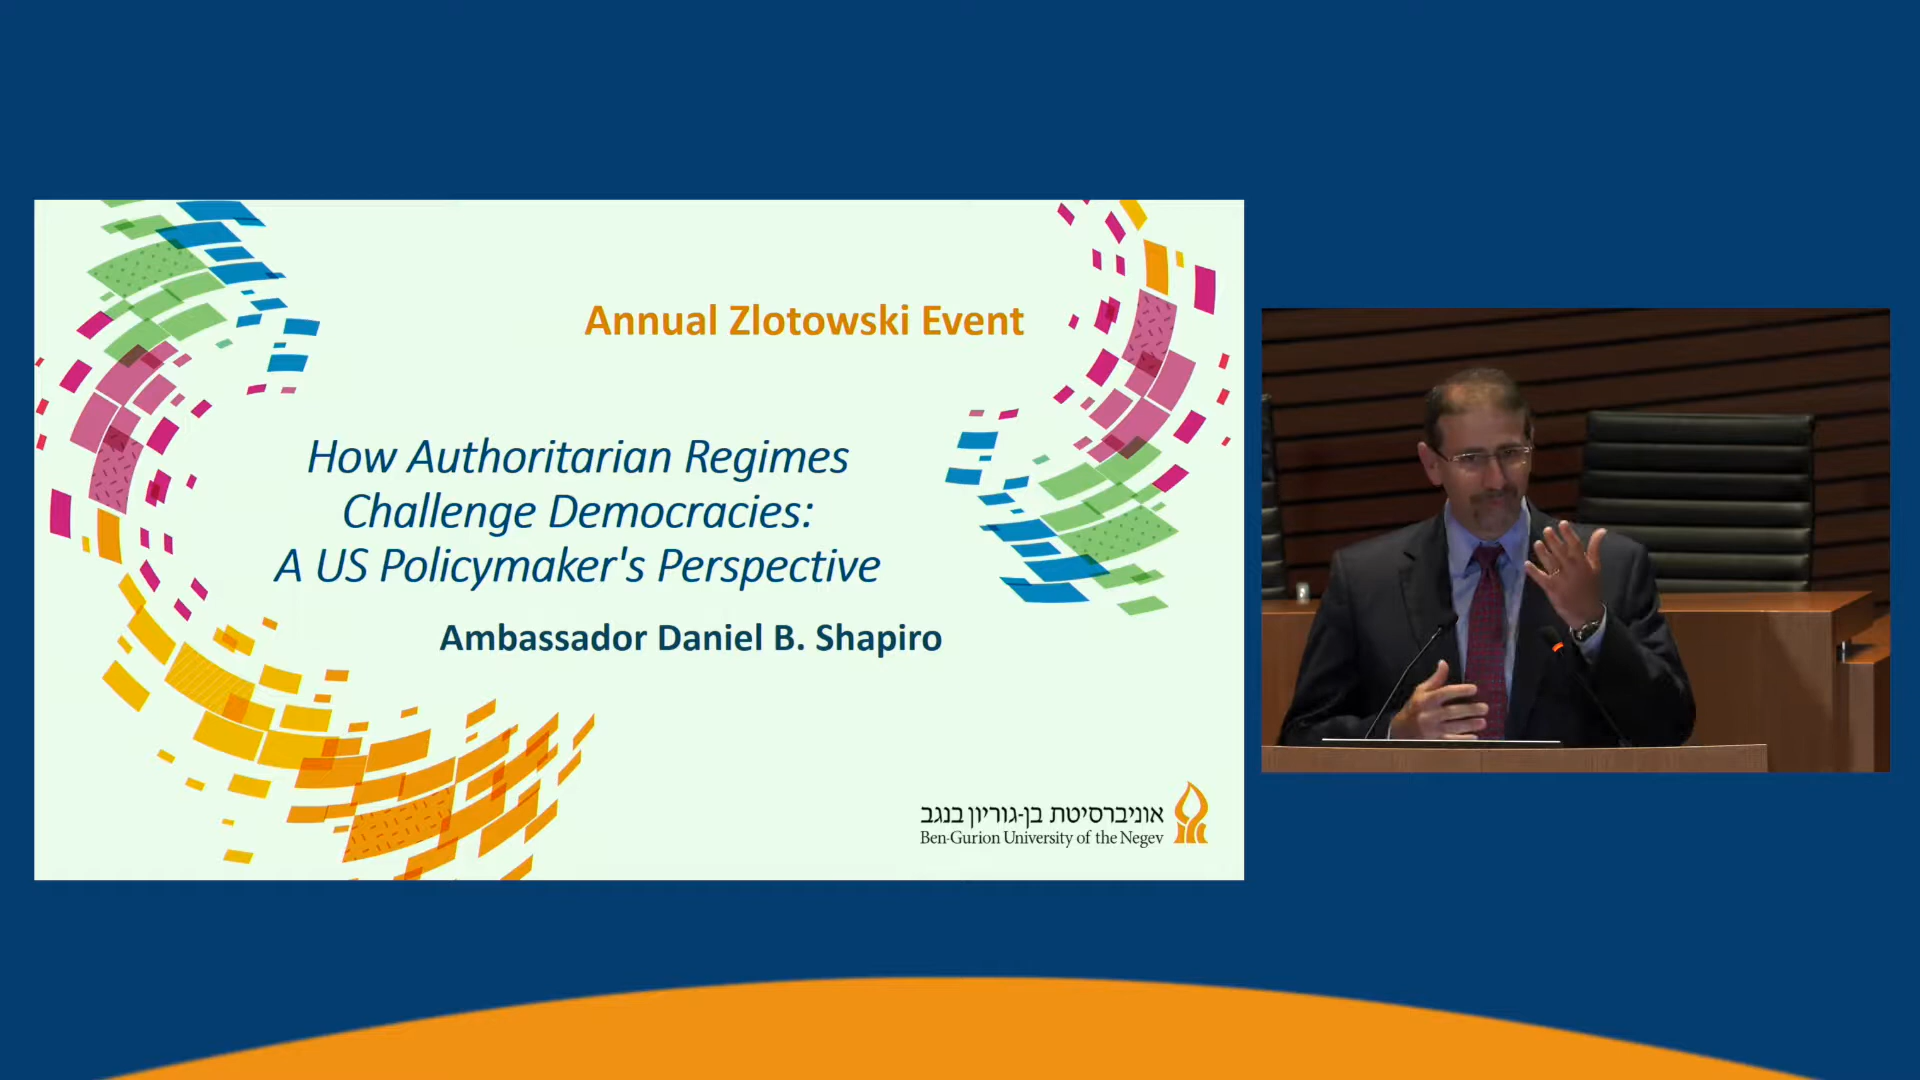 Annual Zlotowski Event
How Authoritarian Regimes
Challenge Democracies:
A US Policymaker's Perspective
Ambassador Daniel B. Shapiro
אוניברסיטת בן-גוריון בנגב
Ben-Gurion University of the Negev